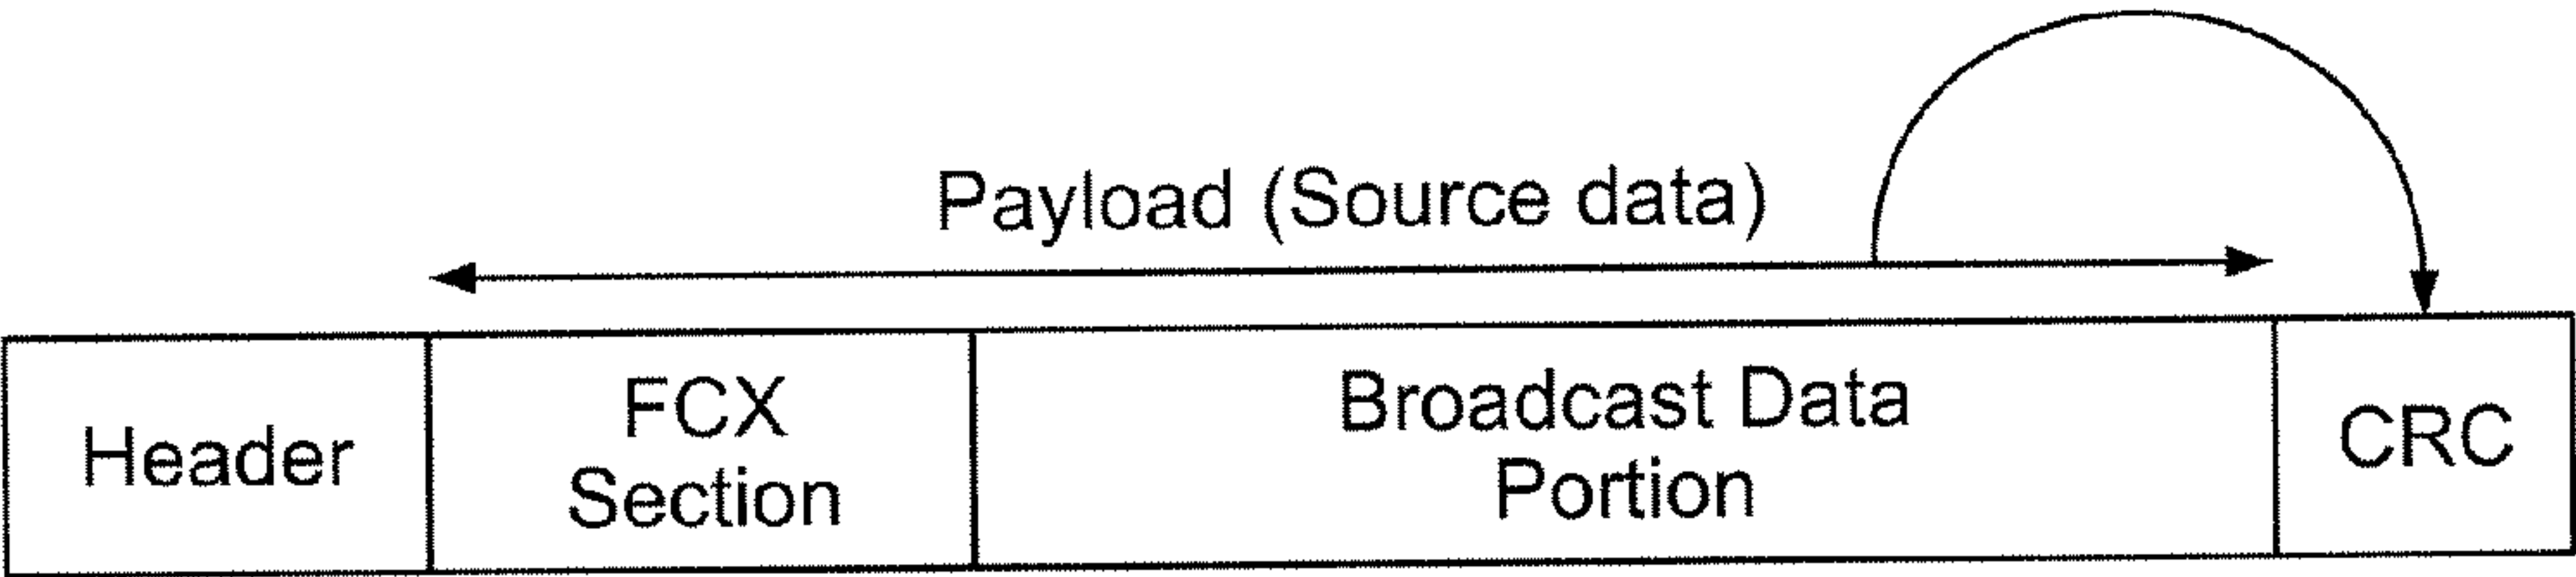 Payload (Source data)
Header
FCX
Section
Broadcast Data
Portion
CRC